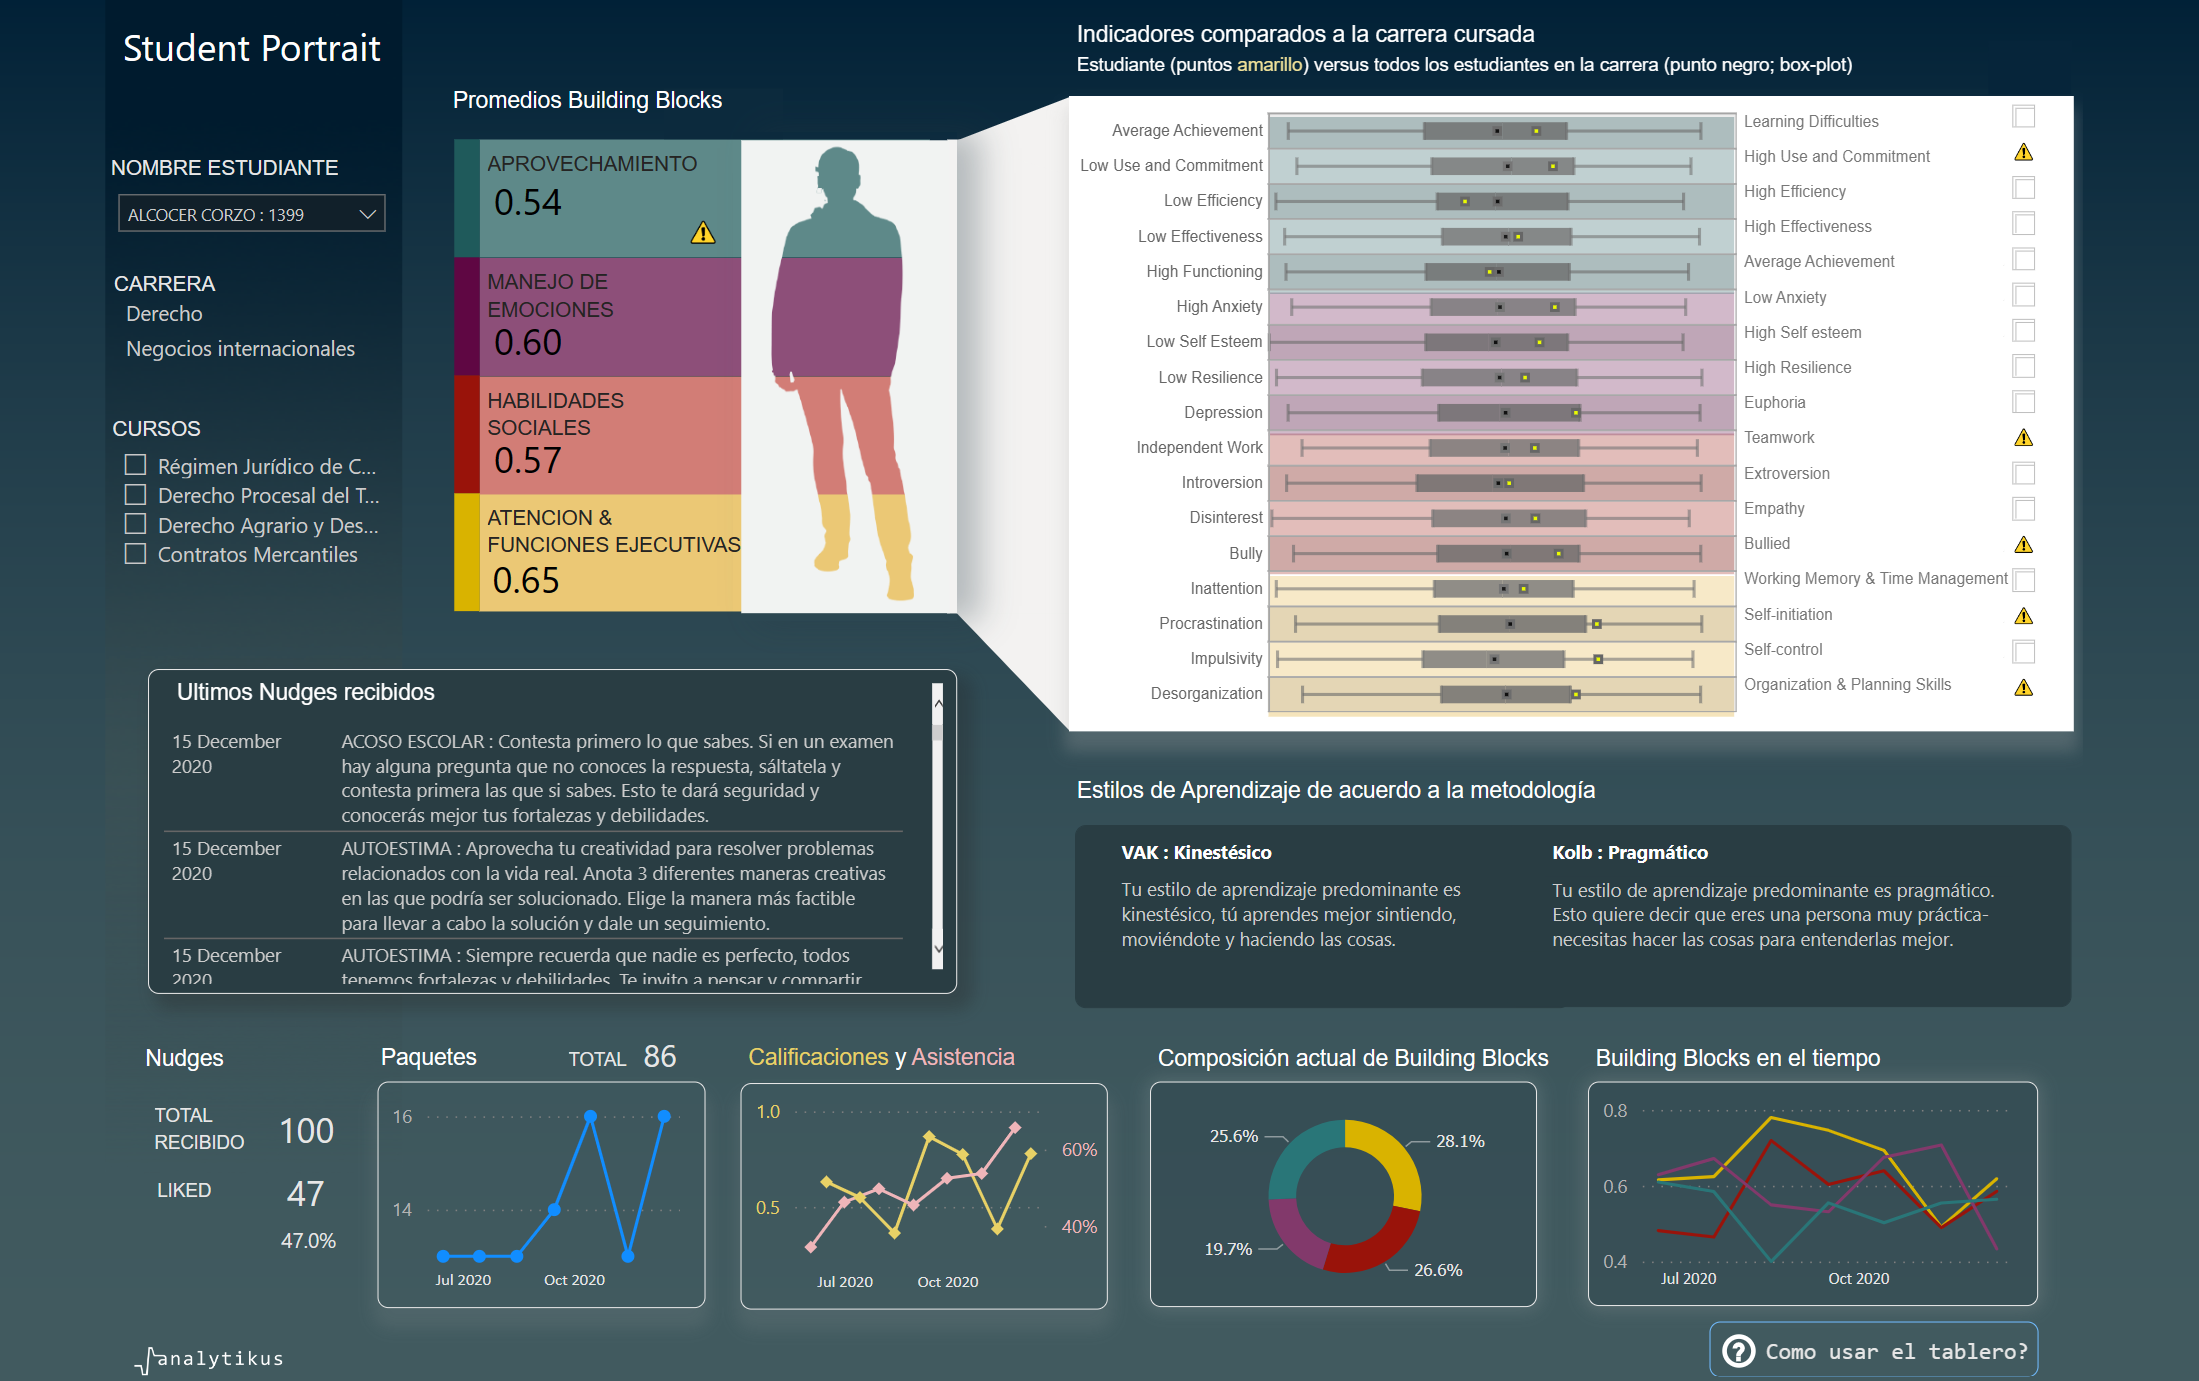 Student Portrait
NOMBRE ESTUDIANTE
ALCOCER CORZO : 1399
CARRERA
Derecho
Negocios internacionales
CURSOS
Régimen Jurídico de C...
Derecho Procesal del T...
Derecho Agrario y Des...
Contratos Mercantiles
Promedios Building Blocks
APROVECHAMIENTO
0.54
MANEJO DE
EMOCIONES
0.60
HABILIDADES
SOCIALES
0.57
ATENCION &
FUNCIONES EJECUTIVAS
0.65
Indicadores comparados a la carrera cursada
Estudiante (puntos amarillo) versus todos los estudiantes en la carrera (punto negro; box-plot)
Average Achievement
Low Use and Commitment
Low Efficiency
Low Effectiveness
High Functioning
High Anxiety
Low Self Esteem
Low Resilience
Depression
Independent Work
Introversion
Disinterest
Bully
Inattention
Procrastination
Impulsivity
Desorganization
Learning Difficulties
High Use and Commitment
High Efficiency
High Effectiveness
Average Achievement
Low Anxiety
High Self esteem
High Resilience
Euphoria
Teamwork
Extroversion
Empathy
Bullied
Working Memory & Time Management
Self-initiation
Self-control
Organization & Planning Skills
Ultimos Nudges recibidos
15 December
2020
ACOSO ESCOLAR : Contesta primero lo que sabes. Si en un examen
hay alguna pregunta que no conoces la respuesta, sáltatela y
contesta primera las que si sabes. Esto te dará seguridad y
conocerás mejor tus fortalezas y debilidades.
15 December
2020
AUTOESTIMA : Aprovecha tu creatividad para resolver problemas
relacionados con la vida real. Anota 3 diferentes maneras creativas
en las que podría ser solucionado. Elige la manera más factible
para llevar a cabo la solución y dale un seguimiento.
15 December
2020
AUTOESTIMA : Siempre recuerda que nadie es perfecto, todos
tenemos fortalezas y debilidades. Te invito a pensar y compartir
Estilos de Aprendizaje de acuerdo a la metodología
VAK : Kinestésico
Tu estilo de aprendizaje predominante es
kinestésico, tú aprendes mejor sintiendo,
moviéndote y haciendo las cosas.
Kolb : Pragmático
Tu estilo de aprendizaje predominante es pragmático.
Esto quiere decir que eres una persona muy práctica-
necesitas hacer las cosas para entenderlas mejor.
Nudges
TOTAL
RECIBIDO
100
LIKED
47
47.0%
Paquetes
TOTAL 86
16
14
Jul 2020
Oct 2020
Calificaciones y Asistencia
1.0
0.5
60%
40%
Jul 2020
Oct 2020
Composición actual de Building Blocks
25.6%
28.1%
19.7%
26.6%
Building Blocks en el tiempo
0.8
0.6
0.4
Jul 2020
Oct 2020
analytikus
? Como usar el tablero?